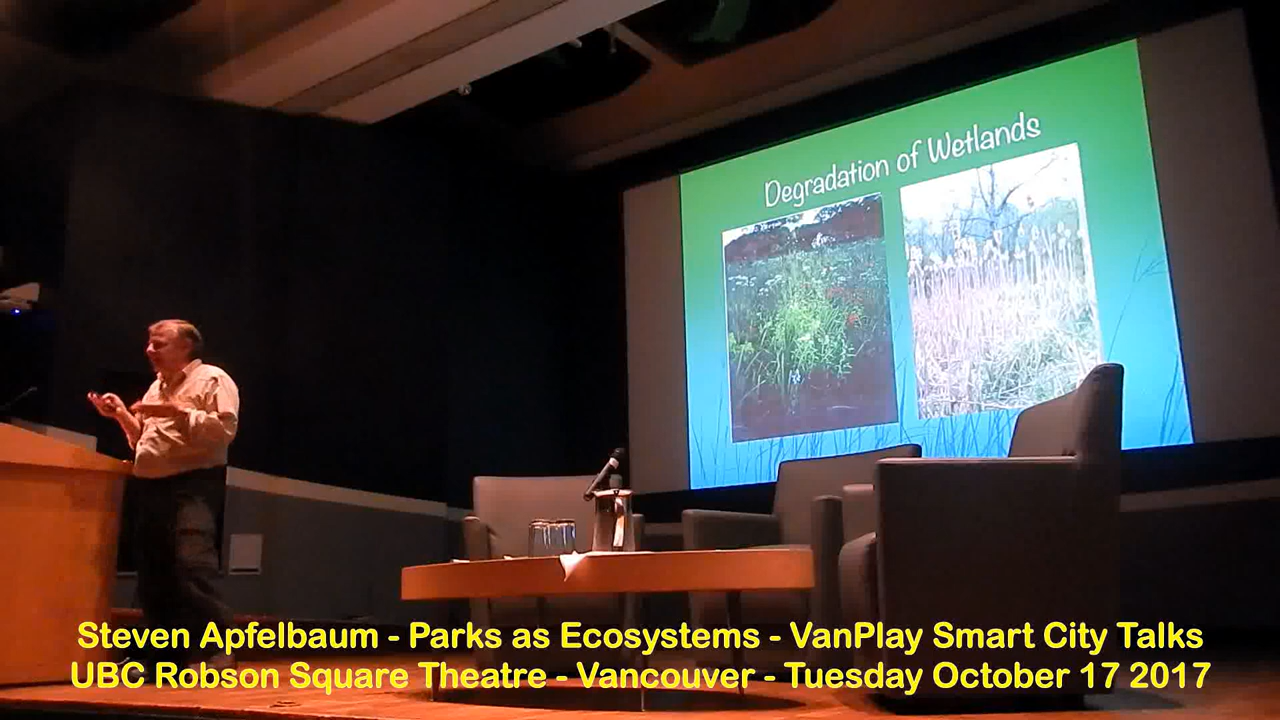 Degradation of Wetlands
Steven Apfelbaum - Parks as Ecosystems - VanPlay Smart City Talks
UBC Robson Square Theatre - Vancouver - Tuesday October 17 2017